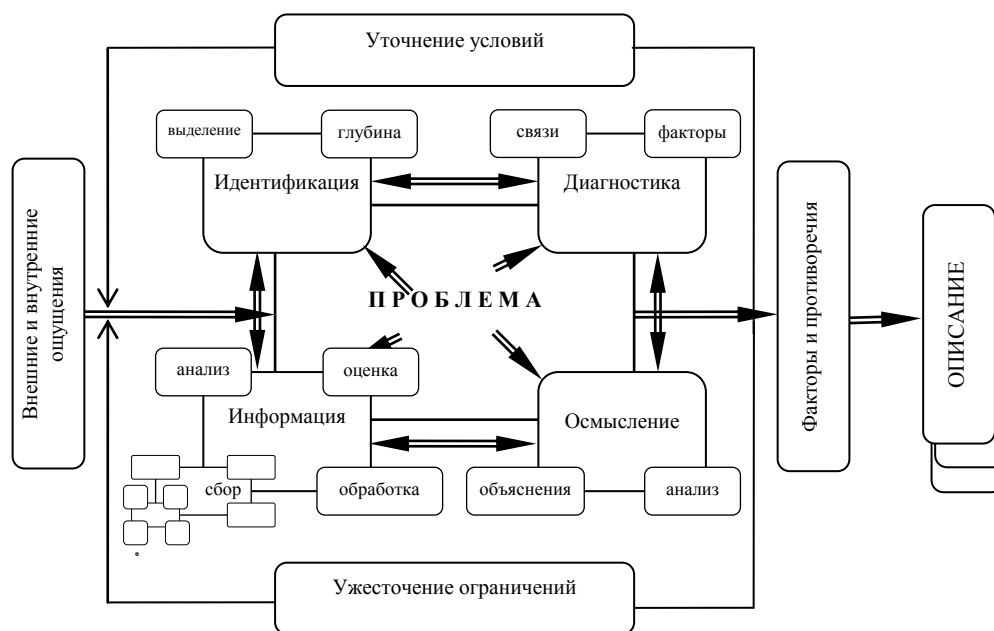 Уточнение условий
выделение
глубина
связи
факторы
Идентификация
Диагностика
Внешние и внутренние
ощущения
ПРОБЛЕМА
Факторы и противоречия
ОПИСАНИЕ
анализ
оценка
Информация
Осмысление
сбор
обработка
объяснения
анализ
Ужесточение ограничений